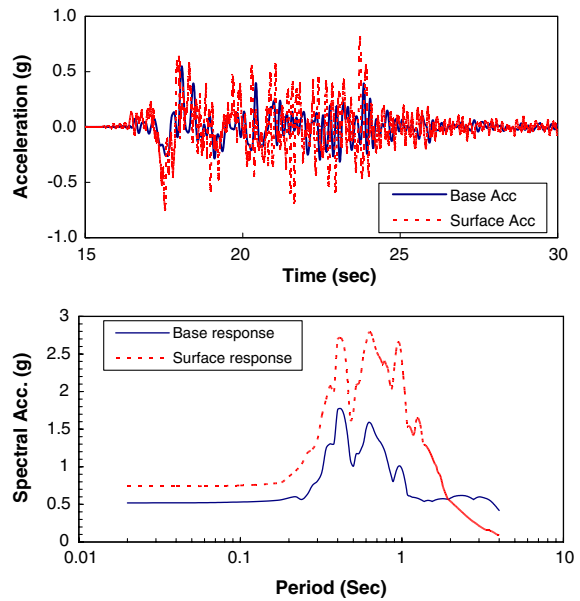 Acceleration (g)
1.0
0.5
0.0
-0.5
-1.0
Base Acc
Surface Acc
15 20 25 30
Time (sec)
Spectral Acc. (g)
3
2.5
2
1.5
1
0.5
0
Base response
Surface response
0.01 0.1 1 10
Period (Sec)